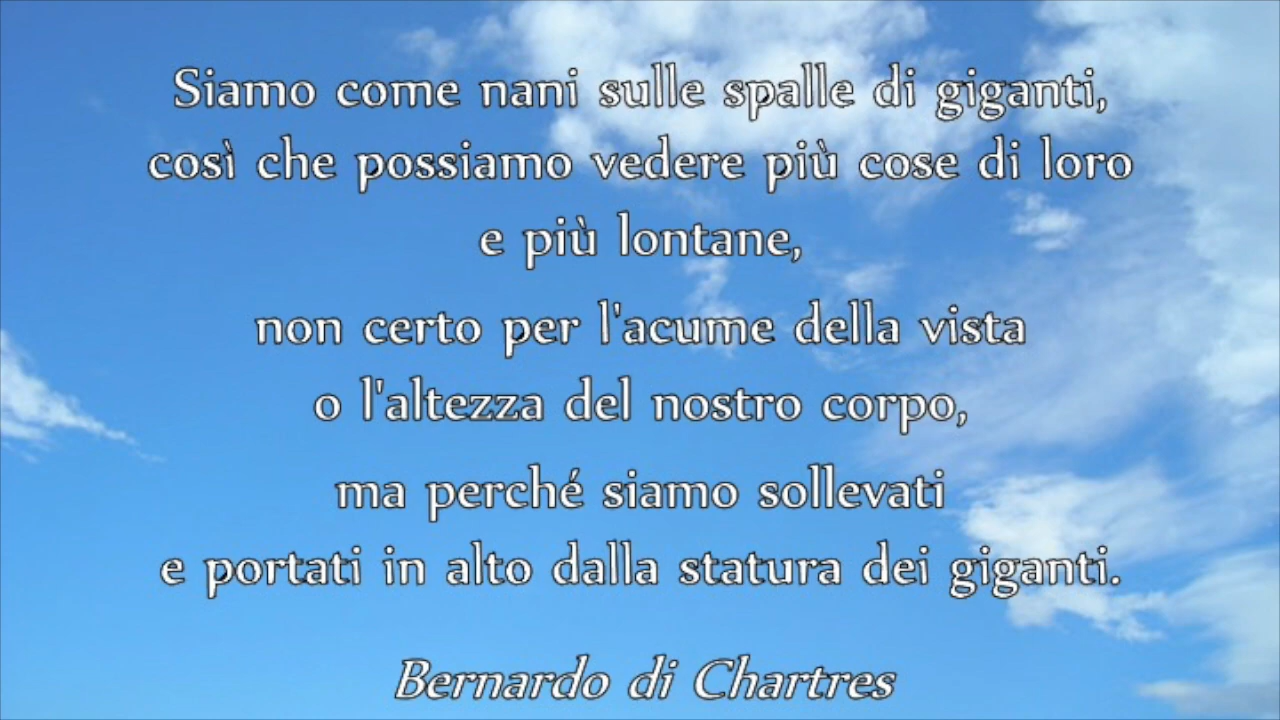 Siamo come nani sulle spalle di giganti,
così che possiamo vedere più cose di loro
e più lontane,
non certo per l'acume della vista
o l'altezza del nostro corpo,
ma perché siamo sollevati
e portati in alto dalla statura dei giganti.
Bernardo di Chartres